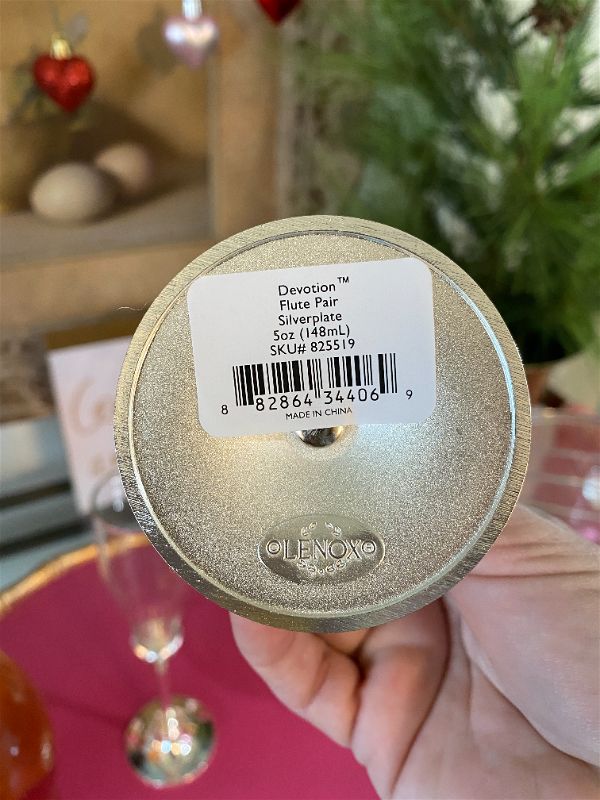 Devotion™
Flute Pair
Silverplate
5oz (148mL)
SKU# 825519
8 82864 34406 9
MADE IN CHINA
LENOX